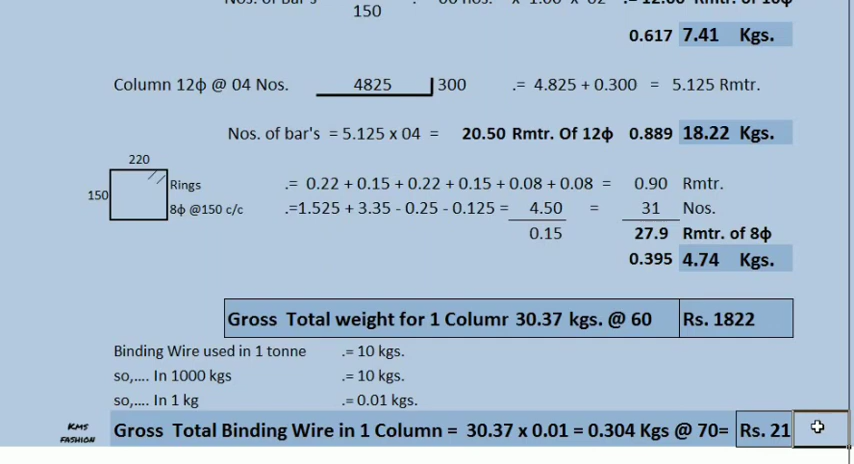 150
0.617 7.41 Kgs.
Column 12ф @ 04 Nos. 4825 300 .= 4.825 + 0.300 = 5.125 Rmtr.
Nos. of bar's = 5.125 x 04 = 20.50 Rmtr. Of 12ф 0.889 18.22 Kgs.
220
150
Rings .= 0.22 + 0.15 + 0.22 + 0.15 + 0.08 + 0.08 = 0.90 Rmtr.
8ф @150 c/c .=1.525 + 3.35 - 0.25 - 0.125 = 4.50 = 31 Nos.
0.15 27.9 Rmtr. of 8ф
0.395 4.74 Kgs.
Gross Total weight for 1 Columr 30.37 kgs. @ 60 Rs. 1822
Binding Wire used in 1 tonne .= 10 kgs.
so,.... In 1000 kgs .= 10 kgs.
so,.... In 1 kg .= 0.01 kgs.
KMS
FASHION
Gross Total Binding Wire in 1 Column = 30.37 x 0.01 = 0.304 Kgs @ 70= Rs. 21